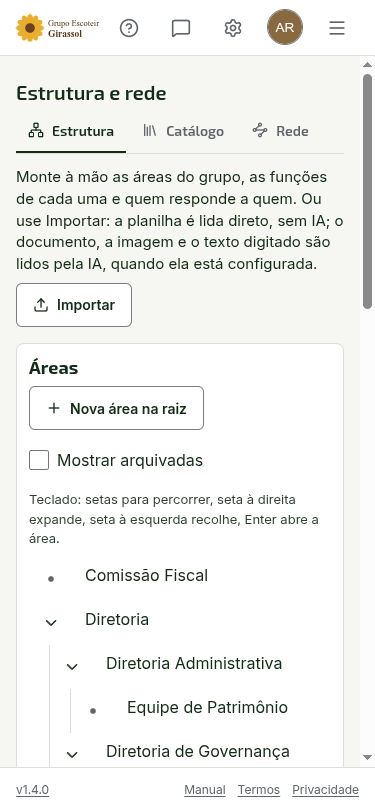 Grupo Escoteiro
Girassol
AR
Estrutura e rede
Estrutura
Catálogo
Rede
Monte à mão as áreas do grupo, as funções
de cada uma e quem responde a quem. Ou
use Importar: a planilha é lida direto, sem IA; o
documento, a imagem e o texto digitado são
lidos pela IA, quando ela está configurada.
Importar
Áreas
Nova área na raiz
Mostrar arquivadas
Teclado: setas para percorrer, seta à direita
expande, seta à esquerda recolhe, Enter abre a
área.
Comissão Fiscal
Diretoria
Diretoria Administrativa
Equipe de Patrimônio
Diretoria de Governança
v1.4.0
Manual
Termos
Privacidade